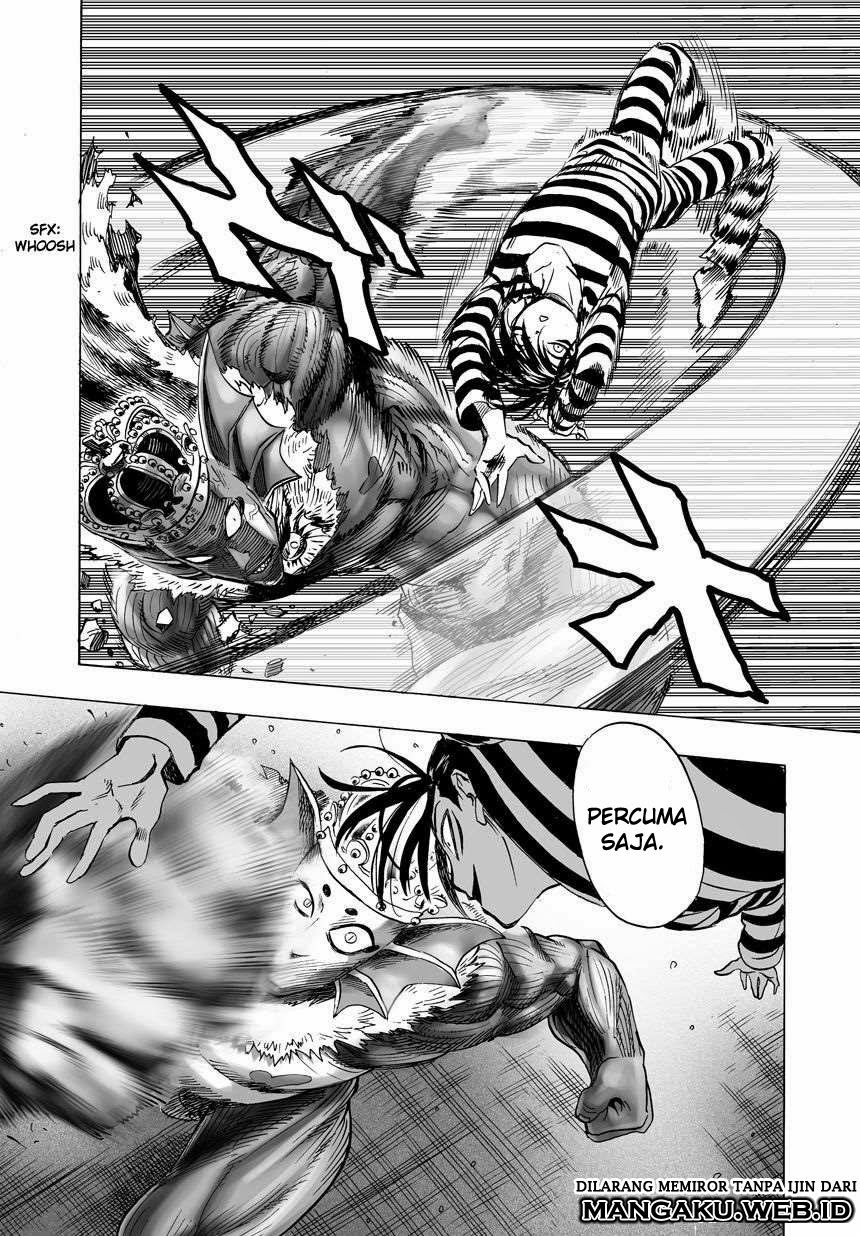 SFX:
WHOOSH
PERCUMA
SAJA.
DILARANG MEMIROR TANPA IJIN DARI
MANGAKU.WEB.ID